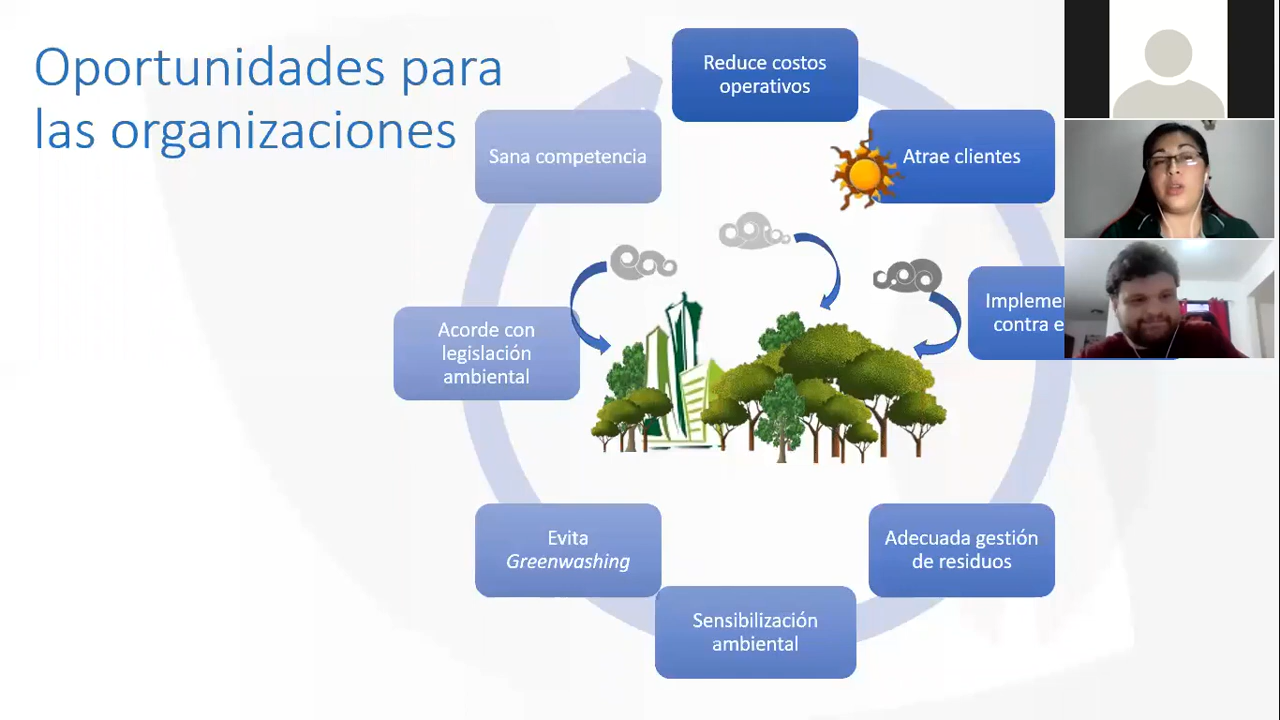 Oportunidades para
las organizaciones
Reduce costos
operativos
Atrae clientes
contra
Adecuada gestión
de residuos
Sensibilización
ambiental
Evita
Greenwashing
Acorde con
legislación
ambiental
Sana competencia